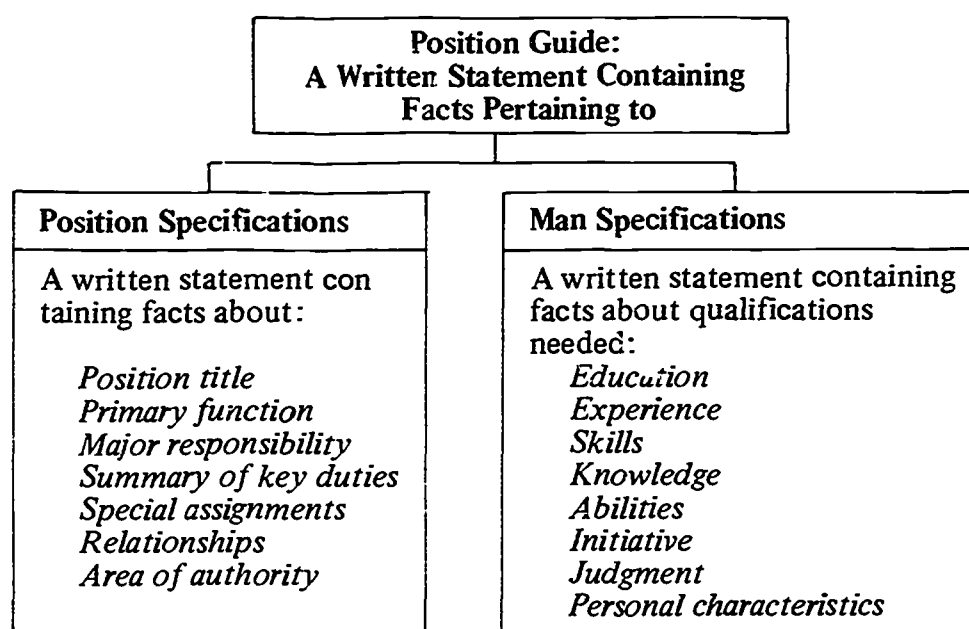 Position Guide:
A Written Statement Containing
Facts Pertaining to
Position Specifications
A written statement con
taining facts about:
Position title
Primary function
Major responsibility
Summary of key duties
Special assignments
Relationships
Area of authority
Man Specifications
A written statement containing
facts about qualifications
needed:
Education
Experience
Skills
Knowledge
Abilities
Initiative
Judgment
Personal characteristics